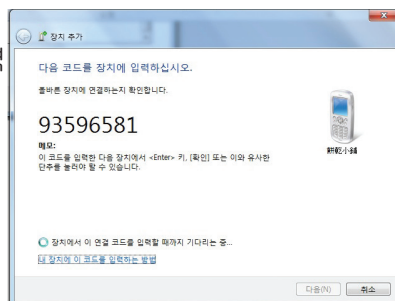 장치 추가
다음 코드를 장치에 입력하십시오.
올바른 장치에 연결하는지 확인합니다.
93596581
메모:
이 코드를 입력한 다음 장치에서 <Enter> 키, [확인] 또는 이와 유사한
단추를 눌러야 할 수 있습니다.
餅乾小舖
장치에서 이 연결 코드를 입력할 때까지 기다리는 중...
내 장치에 이 코드를 입력하는 방법
다음(N)
취소